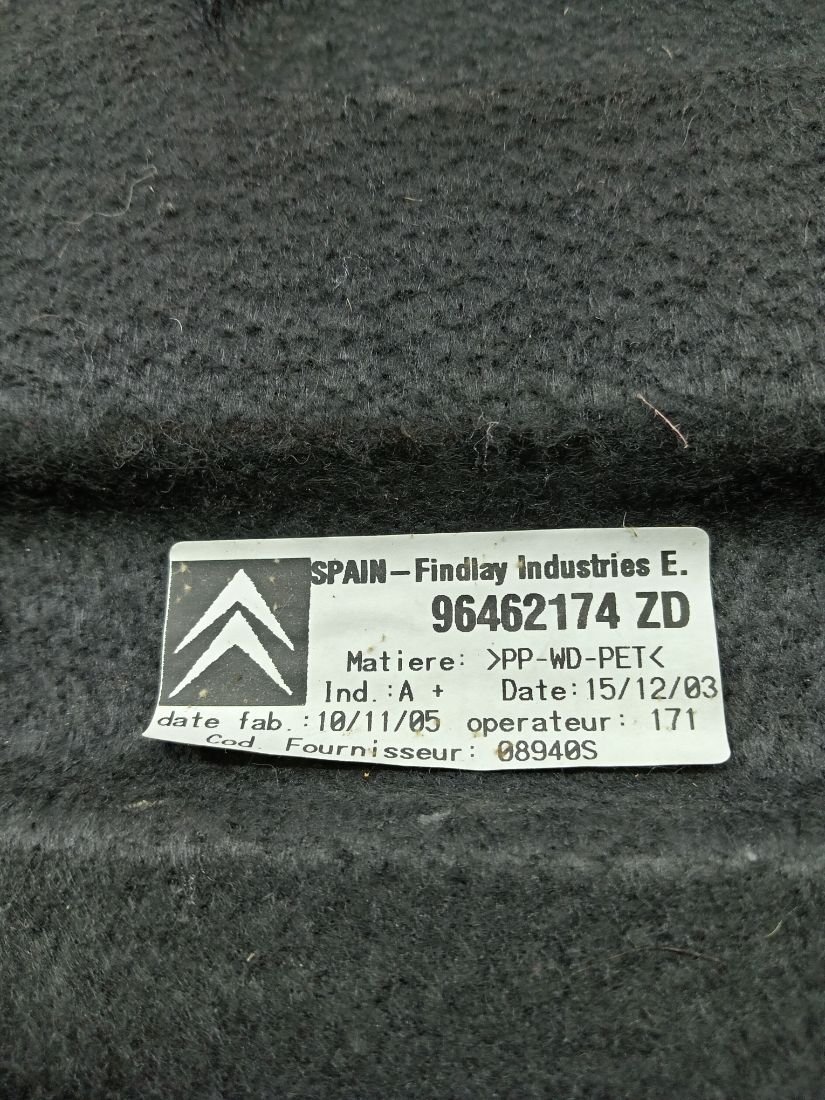 SPAIN-Findlay Industries E.
96462174 ZD
Matiere: >PP-WD-PET<
Ind.:A + Date:15/12/03
date fab.:10/11/05 operateur: 171
Cod. Fournisseur: 08940S